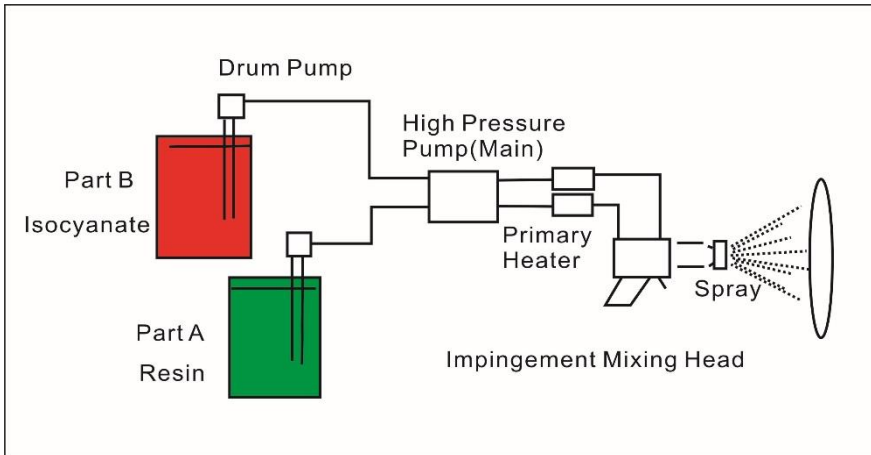 Drum Pump
High Pressure
Pump(Main)
Part B
Isocyanate
Primary
Heater
Spray
Part A
Resin
Impingement Mixing Head